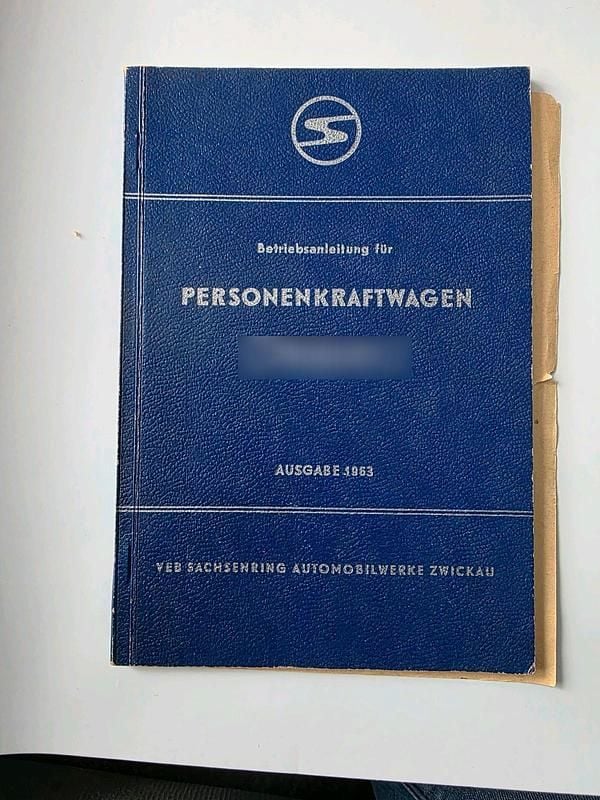 Betriebsanleitung für
PERSONENKRAFTWAGEN
AUSGABE 1963
VEB SACHSENRING AUTOMOBILWERKE ZWICKAU